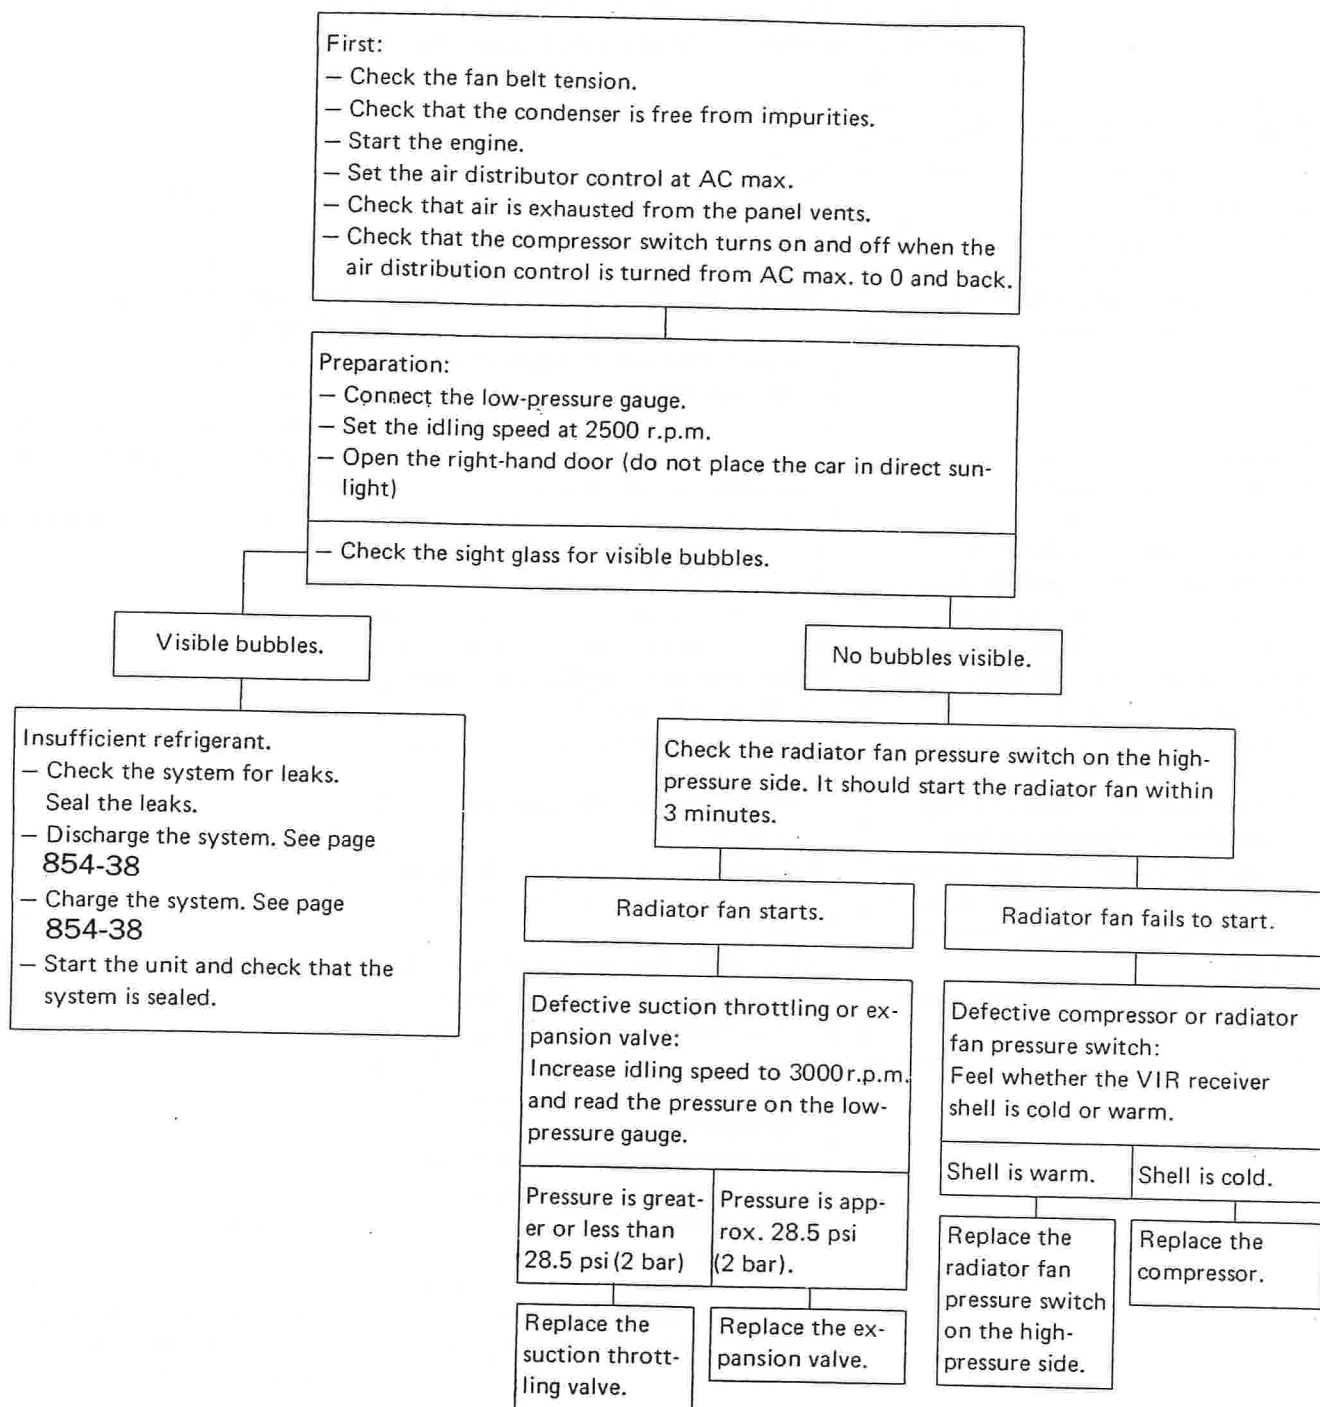 First:
– Check the fan belt tension.
– Check that the condenser is free from impurities.
– Start the engine.
– Set the air distributor control at AC max.
– Check that air is exhausted from the panel vents.
– Check that the compressor switch turns on and off when the
air distribution control is turned from AC max. to 0 and back.
Preparation:
– Connect the low-pressure gauge.
– Set the idling speed at 2500 r.p.m.
– Open the right-hand door (do not place the car in direct sun-
light)
– Check the sight glass for visible bubbles.
Visible bubbles.
Insufficient refrigerant.
– Check the system for leaks.
Seal the leaks.
– Discharge the system. See page
854-38
– Charge the system. See page
854-38
– Start the unit and check that the
system is sealed.
No bubbles visible.
Check the radiator fan pressure switch on the high-
pressure side. It should start the radiator fan within
3 minutes.
Radiator fan starts.
Defective suction throttling or ex-
pansion valve:
Increase idling speed to 3000 r.p.m.
and read the pressure on the low-
pressure gauge.
Pressure is great-
er or less than
28.5 psi (2 bar)
Replace the
suction thrott-
ling valve.
Pressure is app-
rox. 28.5 psi
(2 bar).
Replace the ex-
pansion valve.
Radiator fan fails to start.
Defective compressor or radiator
fan pressure switch:
Feel whether the VIR receiver
shell is cold or warm.
Shell is warm.
Replace the
radiator fan
pressure switch
on the high-
pressure side.
Shell is cold.
Replace the
compressor.